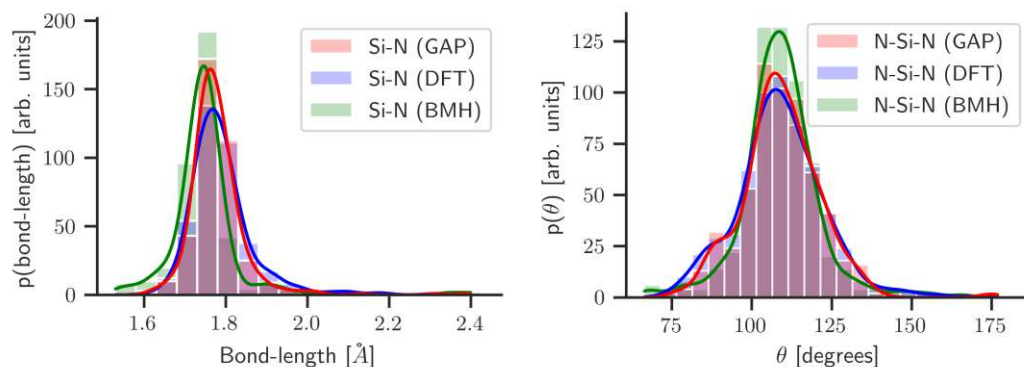 200
150
100
50
0
p(bond-length) [arb. units]
Si-N (GAP)
Si-N (DFT)
Si-N (BMH)
1.6
1.8
2.0
2.2
2.4
Bond-length [Å]
125
100
75
50
25
0
p(θ) [arb. units]
N-Si-N (GAP)
N-Si-N (DFT)
N-Si-N (BMH)
75
100
125
150
175
θ [degrees]